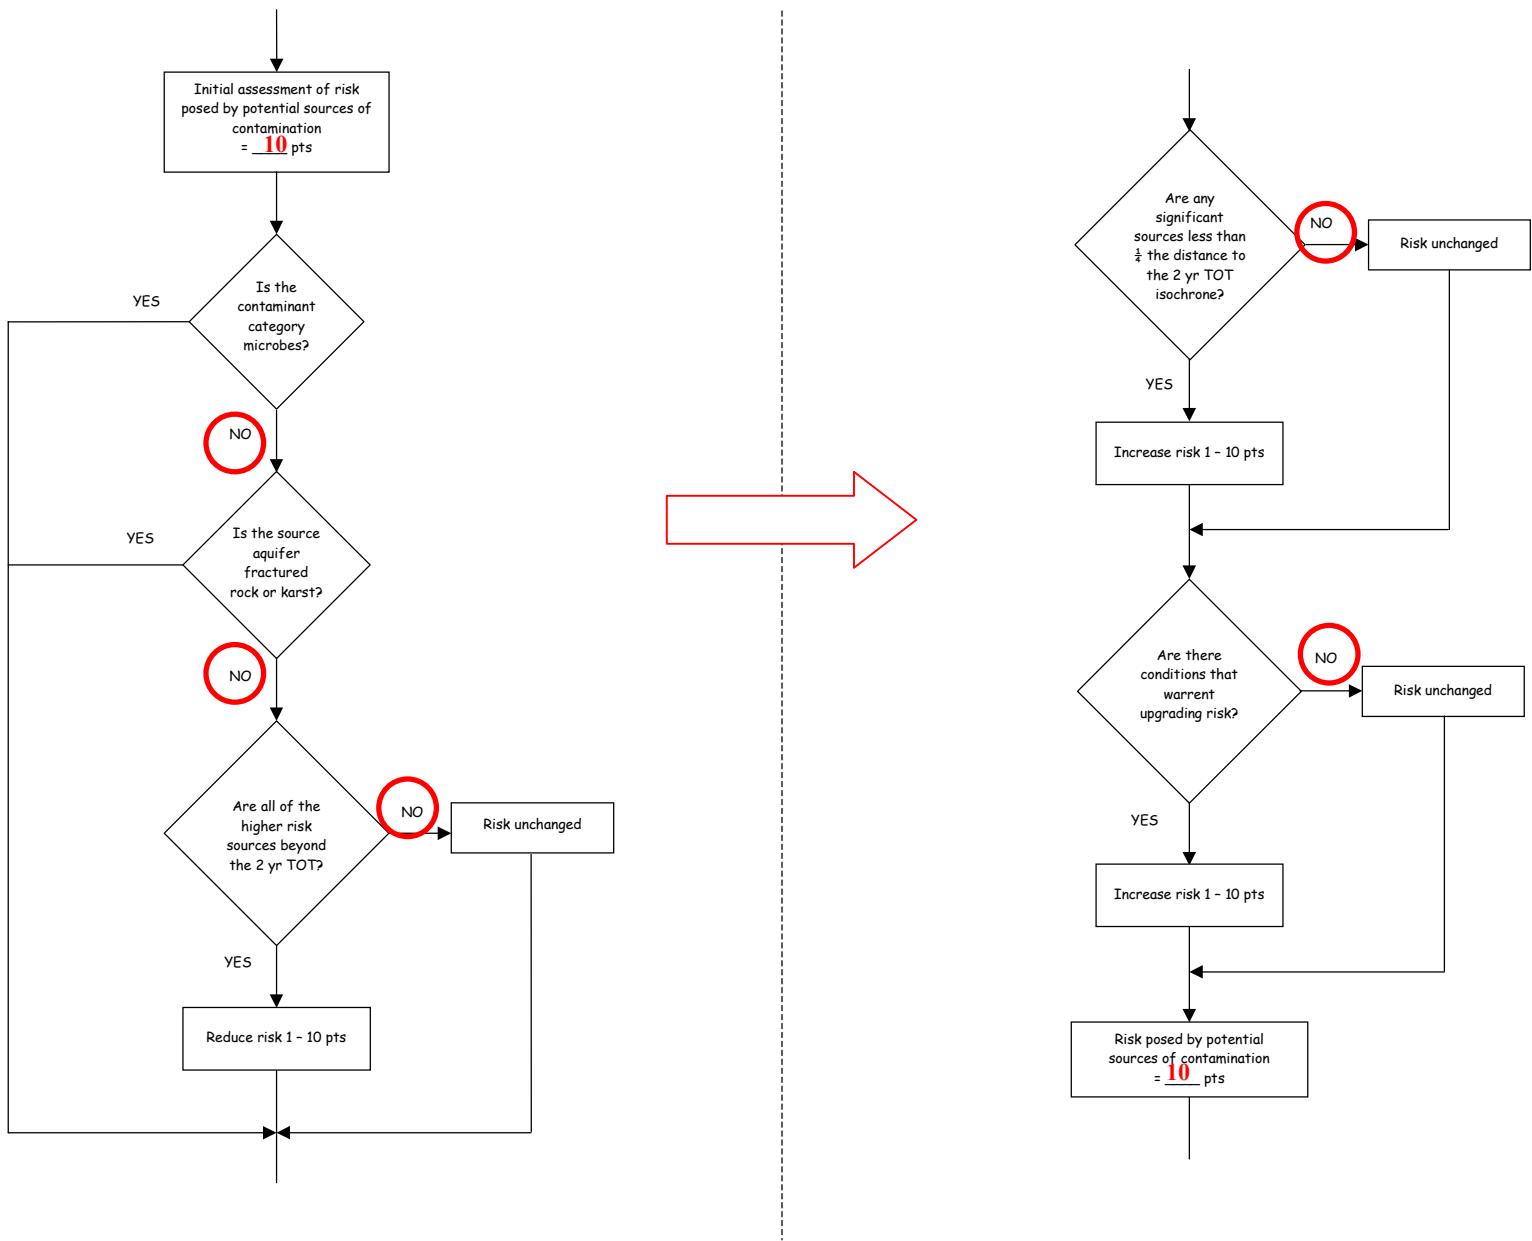 Initial assessment of risk
posed by potential sources of
contamination
= 10 pts
Is the
contaminant
category
microbes?
YES
NO
Is the source
aquifer
fractured
rock or karst?
YES
NO
Are all of the
higher risk
sources beyond
the 2 yr TOT?
NO
Risk unchanged
YES
Reduce risk 1 – 10 pts
Are any
significant
sources less than
¼ the distance to
the 2 yr TOT
isochrone?
NO
Risk unchanged
YES
Increase risk 1 – 10 pts
Are there
conditions that
warrent
upgrading risk?
NO
Risk unchanged
YES
Increase risk 1 – 10 pts
Risk posed by potential
sources of contamination
= 10 pts